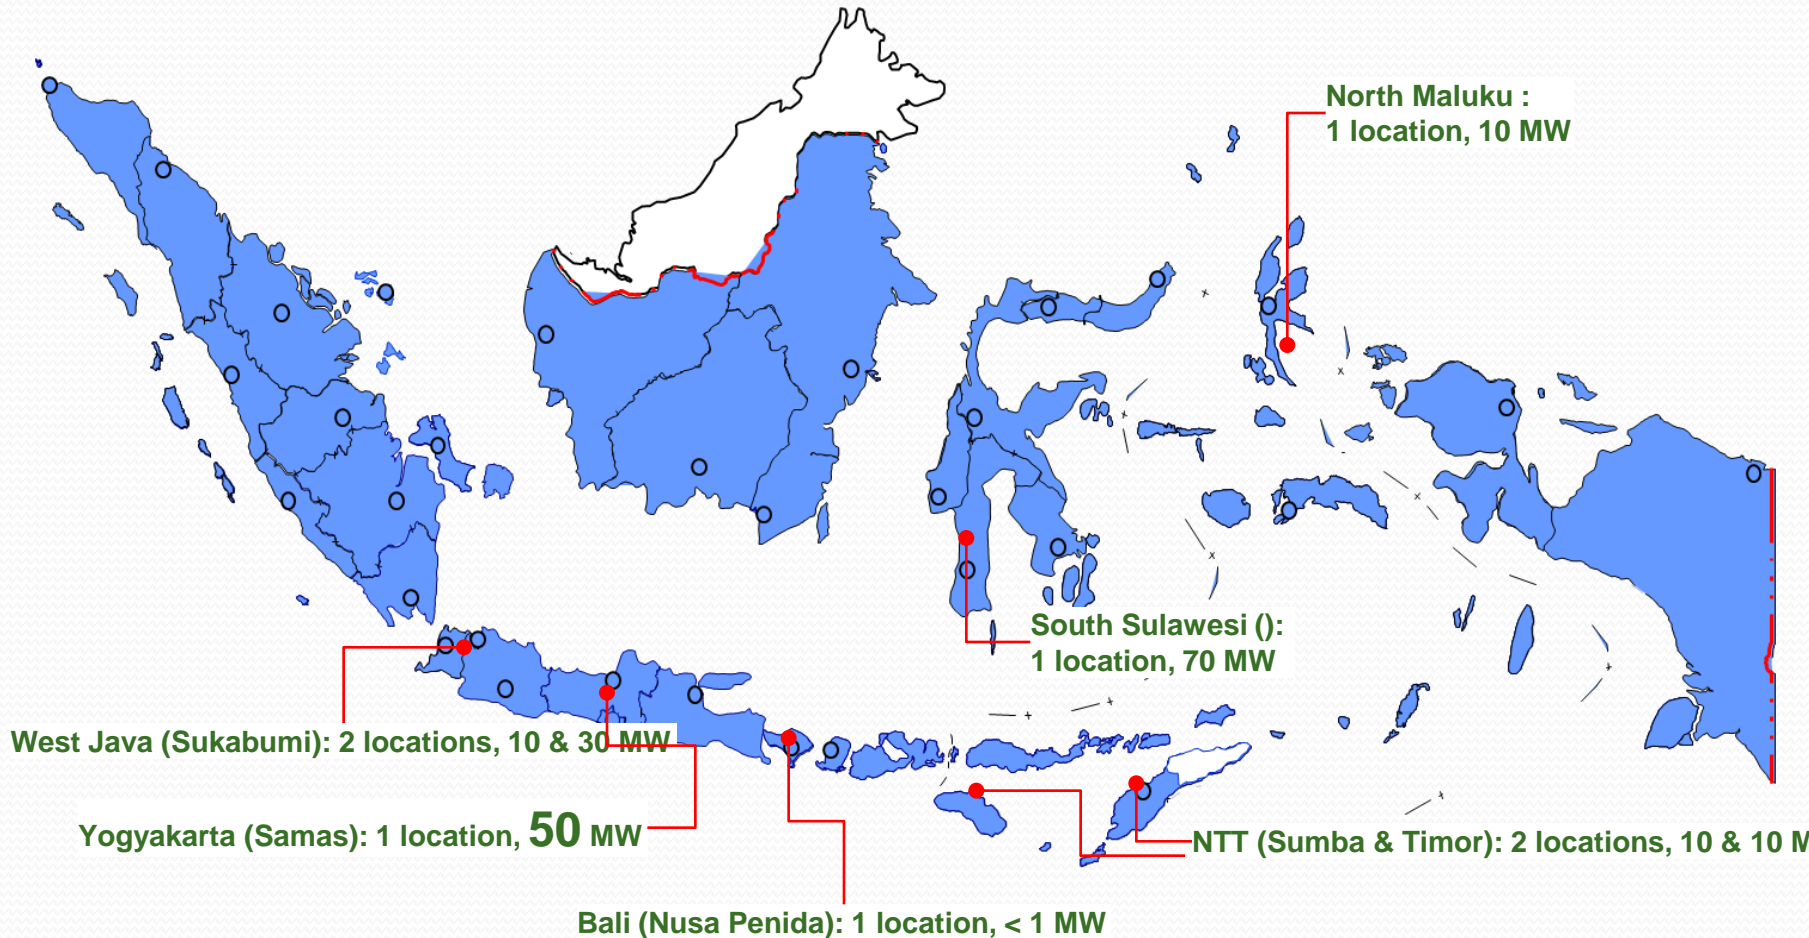 North Maluku :
1 location, 10 MW
South Sulawesi ():
1 location, 70 MW
West Java (Sukabumi): 2 locations, 10 & 30 MW
Yogyakarta (Samas): 1 location, 50 MW
NTT (Sumba & Timor): 2 locations, 10 & 10 M
Bali (Nusa Penida): 1 location, < 1 MW